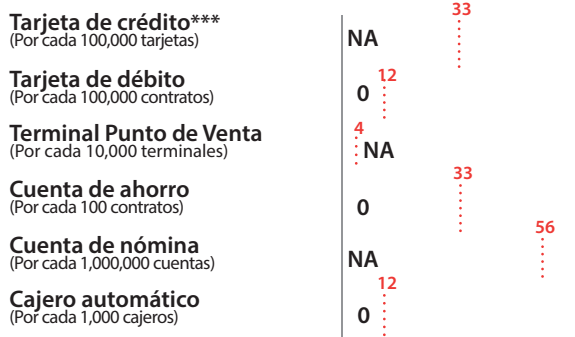 33
Tarjeta de crédito***
(Por cada 100,000 tarjetas)
NA
12
Tarjeta de débito
(Por cada 100,000 contratos)
0
4
Terminal Punto de Venta
(Por cada 10,000 terminales)
NA
33
Cuenta de ahorro
(Por cada 100 contratos)
0
56
Cuenta de nómina
(Por cada 1,000,000 cuentas)
NA
12
Cajero automático
(Por cada 1,000 cajeros)
0